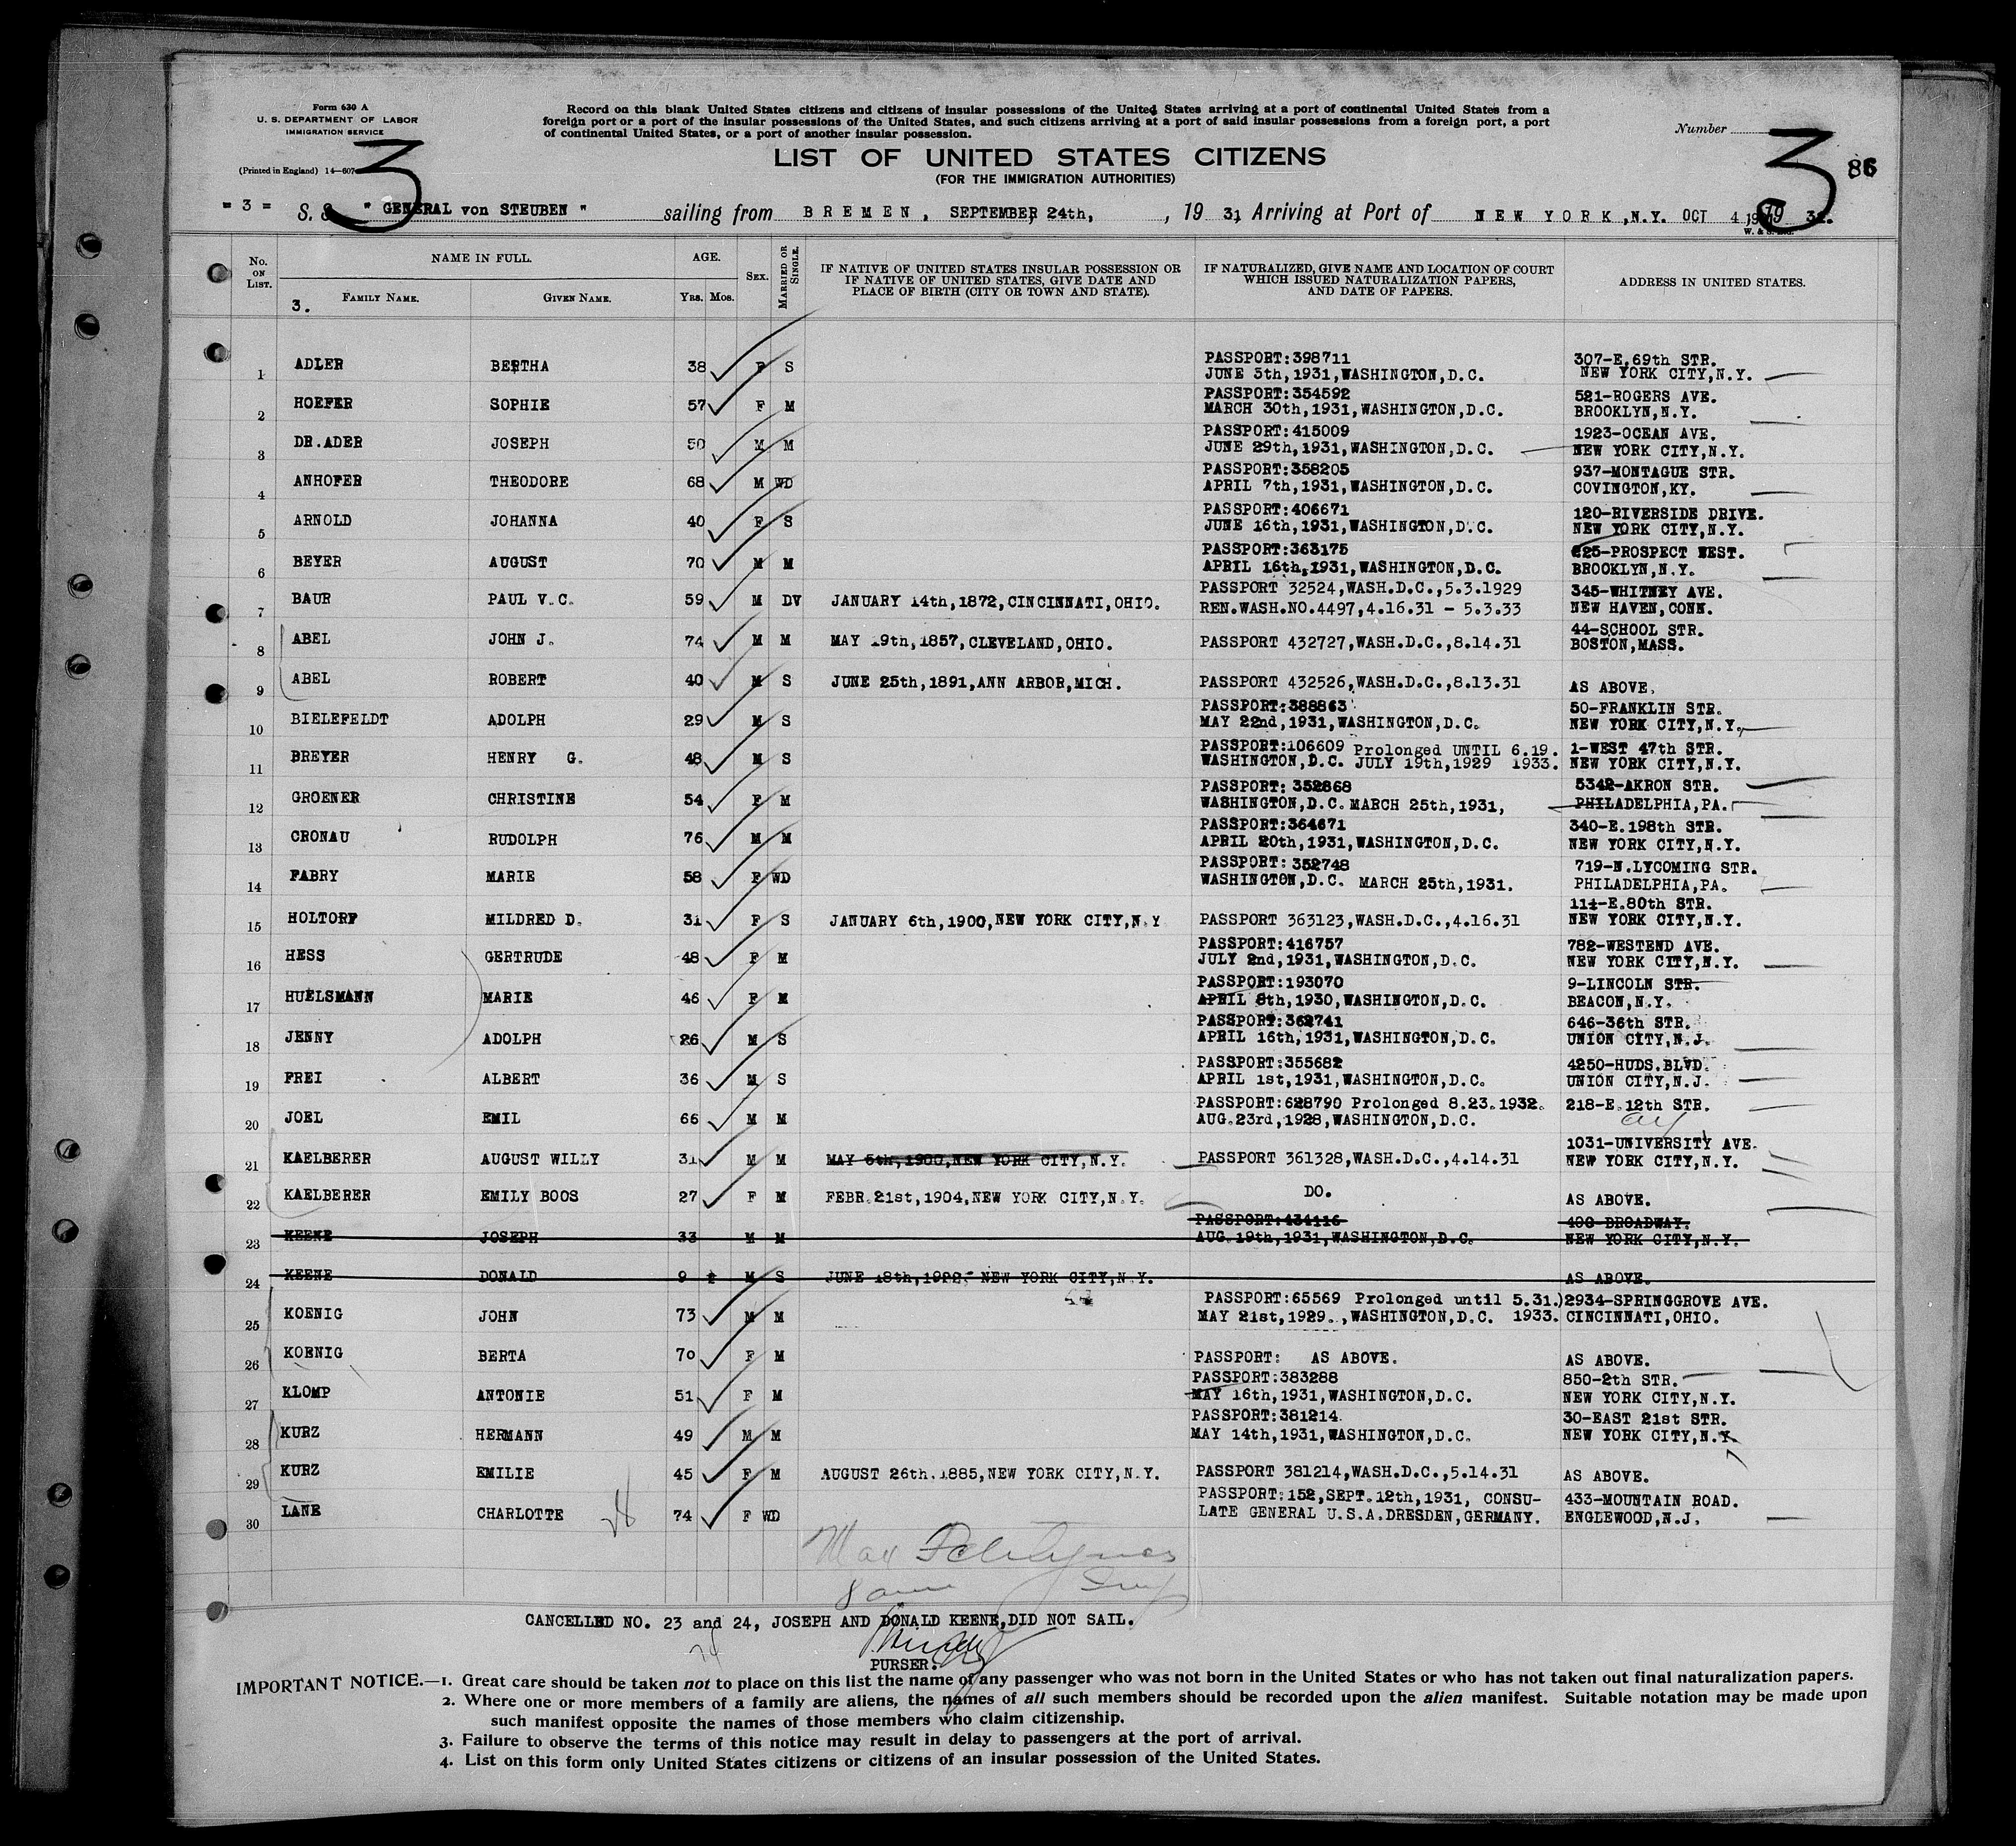 Form 630 A
U. S. DEPARTMENT OF LABOR
IMMIGRATION SERVICE
(Printed in England) 14—607
Record on this blank United States citizens and citizens of insular possessions of the United States arriving at a port of continental United States from a
foreign port or a port of the insular possessions of the United States, and such citizens arriving at a port of said insular possessions from a foreign port, a port
of continental United States, or a port of another insular possession.
Number
3
3
86
LIST OF UNITED STATES CITIZENS
(FOR THE IMMIGRATION AUTHORITIES)
= 3 = S. S. " GENERAL von STEUBEN " sailing from BREMEN, SEPTEMBER 24th, , 19 31, Arriving at Port of NEW YORK, N.Y. OCT 4 19 31.
No. ON LIST. NAME IN FULL. AGE. SEX. MARRIED OR SINGLE. IF NATIVE OF UNITED STATES INSULAR POSSESSION OR IF NATIVE OF UNITED STATES, GIVE DATE AND PLACE OF BIRTH (CITY OR TOWN AND STATE). IF NATURALIZED, GIVE NAME AND LOCATION OF COURT WHICH ISSUED NATURALIZATION PAPERS, AND DATE OF PAPERS. ADDRESS IN UNITED STATES.
3. FAMILY NAME. GIVEN NAME. YRS. MOS.
1 ADLER BERTHA 38 F S PASSPORT:398711 307-E.69th STR.
JUNE 5th,1931,WASHINGTON,D.C. NEW YORK CITY,N.Y.
2 HOEFER SOPHIE 57 F M PASSPORT:354592 521-ROGERS AVE.
MARCH 30th,1931,WASHINGTON,D.C. BROOKLYN,N.Y.
3 DR.ADER JOSEPH 50 M M PASSPORT:415009 1923-OCEAN AVE.
JUNE 29th,1931,WASHINGTON,D.C. NEW YORK CITY,N.Y.
4 ANHOFER THEODORE 68 M WD PASSPORT:358205 937-MONTAGUE STR.
APRIL 7th,1931,WASHINGTON,D.C. COVINGTON,KY.
5 ARNOLD JOHANNA 40 F S PASSPORT:406671 120-RIVERSIDE DRIVE.
JUNE 16th,1931,WASHINGTON,D.C. NEW YORK CITY,N.Y.
6 BEYER AUGUST 70 M M PASSPORT:363175 225-PROSPECT WEST.
APRIL 16th,1931,WASHINGTON,D.C. BROOKLYN,N.Y.
7 BAUR PAUL V.C. 59 M DV JANUARY 14th,1872,CINCINNATI,OHIO. PASSPORT 32524,WASH.D.C.,5.3.1929 345-WHITNEY AVE.
REN.WASH.NO.4497,4.16.31 - 5.3.33 NEW HAVEN,CONN.
8 ABEL JOHN J. 74 M M MAY 19th,1857,CLEVELAND,OHIO. PASSPORT 432727,WASH.D.C.,8.14.31 44-SCHOOL STR.
BOSTON,MASS.
9 ABEL ROBERT 40 M S JUNE 25th,1891,ANN ARBOR,MICH. PASSPORT 432526,WASH.D.C.,8.13.31 AS ABOVE.
10 BIELEFELDT ADOLPH 29 M S PASSPORT:388863 50-FRANKLIN STR.
MAY 22nd,1931,WASHINGTON,D.C. NEW YORK CITY,N.Y.
11 BREYER HENRY G. 48 M S PASSPORT:106609 Prolonged UNTIL 6.19. 1-WEST 47th STR.
WASHINGTON,D.C. JULY 19th,1929 1933. NEW YORK CITY,N.Y.
12 GROENER CHRISTINE 54 F M PASSPORT: 352868 5342-AKRON STR.
WASHINGTON,D.C. MARCH 25th,1931, PHILADELPHIA,PA.
13 CRONAU RUDOLPH 76 M M PASSPORT:364671 340-E.198th STR.
APRIL 20th,1931,WASHINGTON,D.C. NEW YORK CITY,N.Y.
14 FABRY MARIE 58 F WD PASSPORT: 352748 719-N.LYCOMING STR.
WASHINGTON,D.C. MARCH 25th,1931. PHILADELPHIA,PA.
15 HOLTORF MILDRED D. 31 F S JANUARY 6th,1900,NEW YORK CITY,N.Y PASSPORT 363123,WASH.D.C.,4.16.31 111-E.80th STR.
NEW YORK CITY,N.Y.
16 HESS GERTRUDE 48 F M PASSPORT:416757 782-WESTEND AVE.
JULY 2nd,1931,WASHINGTON,D.C. NEW YORK CITY,N.Y.
17 HUELSMANN MARIE 46 F M PASSPORT:193070 9-LINCOLN STR.
APRIL 8th,1930,WASHINGTON,D.C. BEACON,N.Y.
18 JENNY ADOLPH 26 M S PASSPORT:362741 646-36th STR.
APRIL 16th,1931,WASHINGTON,D.C. UNION CITY,N.J.
19 FREI ALBERT 36 M S PASSPORT:355682 4250-HUDS.BLVD.
APRIL 1st,1931,WASHINGTON,D.C. UNION CITY,N.J.
20 JOEL EMIL 66 M M PASSPORT:628790 Prolonged 8.23.1932. 218-E.12th STR.
AUG.23rd,1928,WASHINGTON,D.C.
21 KAELBERER AUGUST WILLY 31 M M MAY 6th,1900,NEW YORK CITY,N.Y. PASSPORT 361328,WASH.D.C.,4.14.31 1031-UNIVERSITY AVE.
NEW YORK CITY,N.Y.
22 KAELBERER EMILY BOOS 27 F M FEBR.21st,1904,NEW YORK CITY,N.Y. DO. AS ABOVE.
23 KEENE JOSEPH 33 M M PASSPORT:434116 400 BROADWAY.
AUG.19th,1931,WASHINGTON,D.C. NEW YORK CITY,N.Y.
24 KEENE DONALD 9 2 M S JUNE 18th,1922, NEW YORK CITY,N.Y. AS ABOVE.
25 KOENIG JOHN 73 M M PASSPORT:65569 Prolonged until 5.31.) 2934-SPRINGGROVE AVE.
MAY 21st,1929.,WASHINGTON,D.C. 1933. CINCINNATI,OHIO.
26 KOENIG BERTA 70 F M PASSPORT: AS ABOVE. AS ABOVE.
27 KLOMP ANTONIE 51 F M PASSPORT:383288 850-2th STR.
MAY 16th,1931,WASHINGTON,D.C. NEW YORK CITY,N.Y.
28 KURZ HERMANN 49 M M PASSPORT:381214. 30-EAST 21st STR.
MAY 14th,1931,WASHINGTON,D.C. NEW YORK CITY,N.Y.
29 KURZ EMILIE 45 F M AUGUST 26th.1885,NEW YORK CITY,N.Y. PASSPORT 381214,WASH.D.C.,5.14.31 AS ABOVE.
30 LANE CHARLOTTE 74 F WD PASSPORT:152,SEPT.12th,1931, CONSU- 433-MOUNTAIN ROAD.
LATE GENERAL U.S.A.DRESDEN,GERMANY. ENGLEWOOD,N.J.
Max
CANCELLED NO. 23 and 24, JOSEPH AND DONALD KEENE,DID NOT SAIL.
PURSER.
IMPORTANT NOTICE.—1. Great care should be taken not to place on this list the name of any passenger who was not born in the United States or who has not taken out final naturalization papers.
2. Where one or more members of a family are aliens, the names of all such members should be recorded upon the alien manifest. Suitable notation may be made upon
such manifest opposite the names of those members who claim citizenship.
3. Failure to observe the terms of this notice may result in delay to passengers at the port of arrival.
4. List on this form only United States citizens or citizens of an insular possession of the United States.